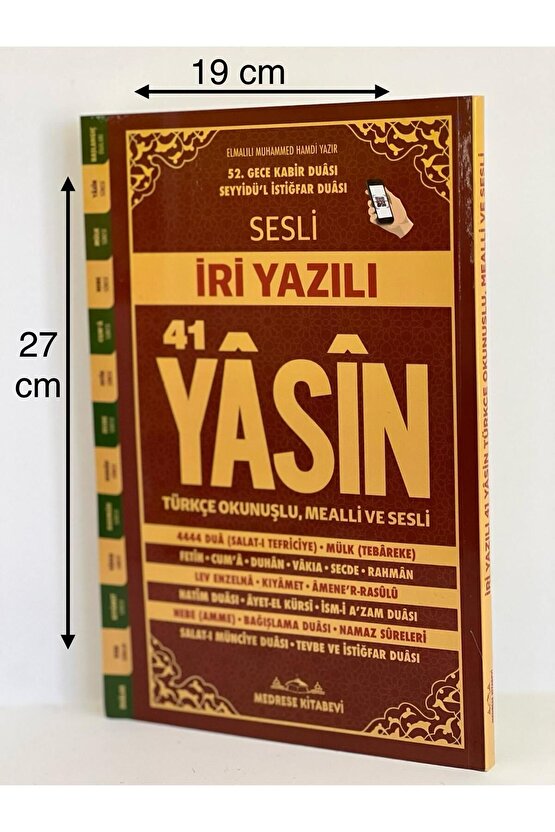 19 cm
27
cm
ELMALILI MUHAMMED HAMDİ YAZIR
52. GECE KABİR DUÂSI
SEYYİDÜ'L İSTİĞFAR DUÂSI
SESLİ
İRİ YAZILI
41
YÂSÎN
TÜRKÇE OKUNUŞLU, MEALLİ VE SESLİ
4444 DUÂ (SALAT-I TEFRİCİYE) • MÜLK (TEBÂREKE)
FETİH • CUM'Â • DUHÂN • VÂKIA • SECDE • RAHMÂN
LEV ENZELNÂ • KIYÂMET • ÂMENE'R-RASÛLÜ
HATİM DUÂSI • ÂYET-EL KÜRSÎ • İSM-İ A'ZAM DUÂSI
NEBE (AMME) • BAĞIŞLAMA DUÂSI • NAMAZ SÛRELERİ
SALAT-I MÜNCİYE DUÂSI • TEVBE VE İSTİĞFAR DUÂSI
MEDRESE KİTABEVİ
İRİ YAZILI 41 YÂSİN TÜRKÇE OKUNUŞLU, MEALLİ VE SESLİ